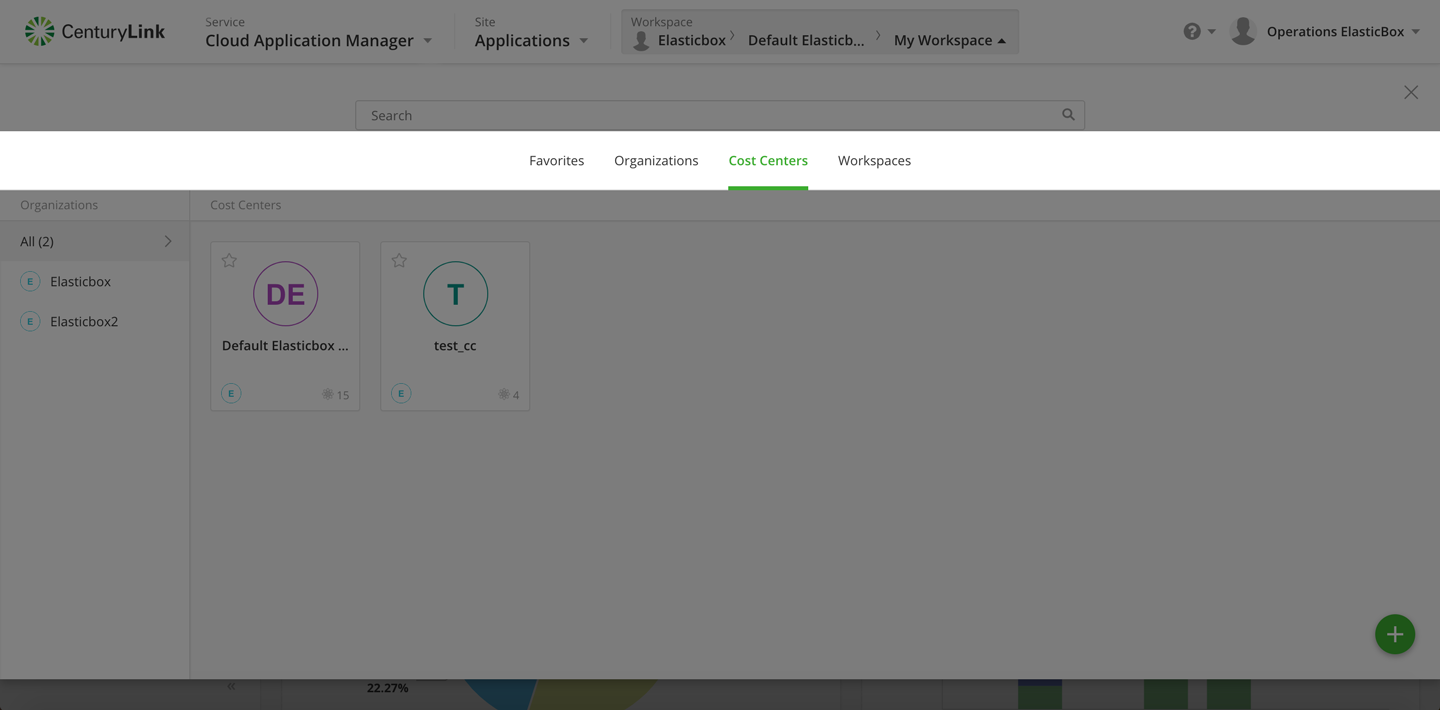 CenturyLink
Service
Cloud Application Manager
Site
Applications
Workspace
Elasticbox > Default Elasticb... > My Workspace
?
Operations ElasticBox
Search
Favorites Organizations Cost Centers Workspaces
Organizations
Cost Centers
All (2)
E Elasticbox
E Elasticbox2
DE
Default Elasticbox ...
E 15
T
test_cc
E 4
+
«
22.27%